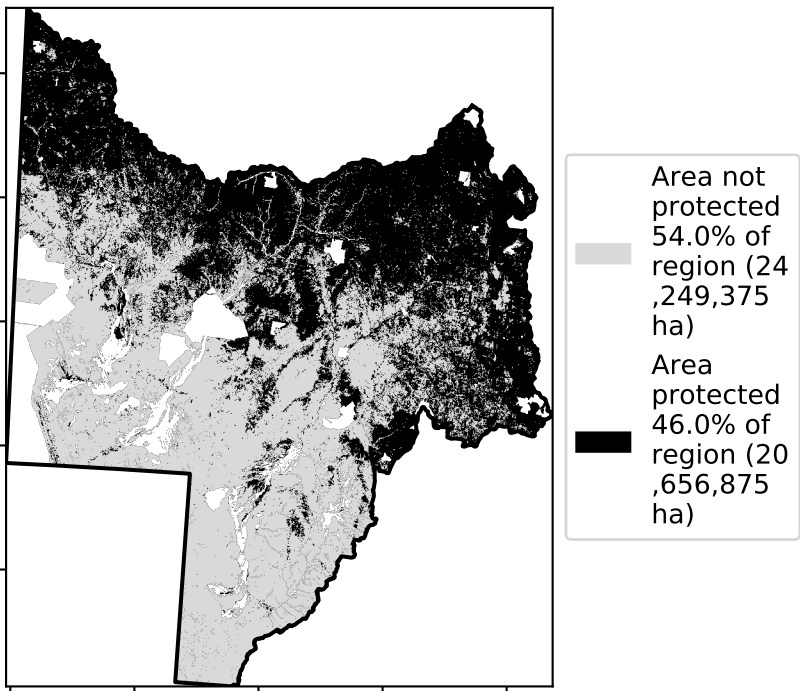 Area not
protected
54.0% of
region (24
,249,375
ha)
Area
protected
46.0% of
region (20
,656,875
ha)